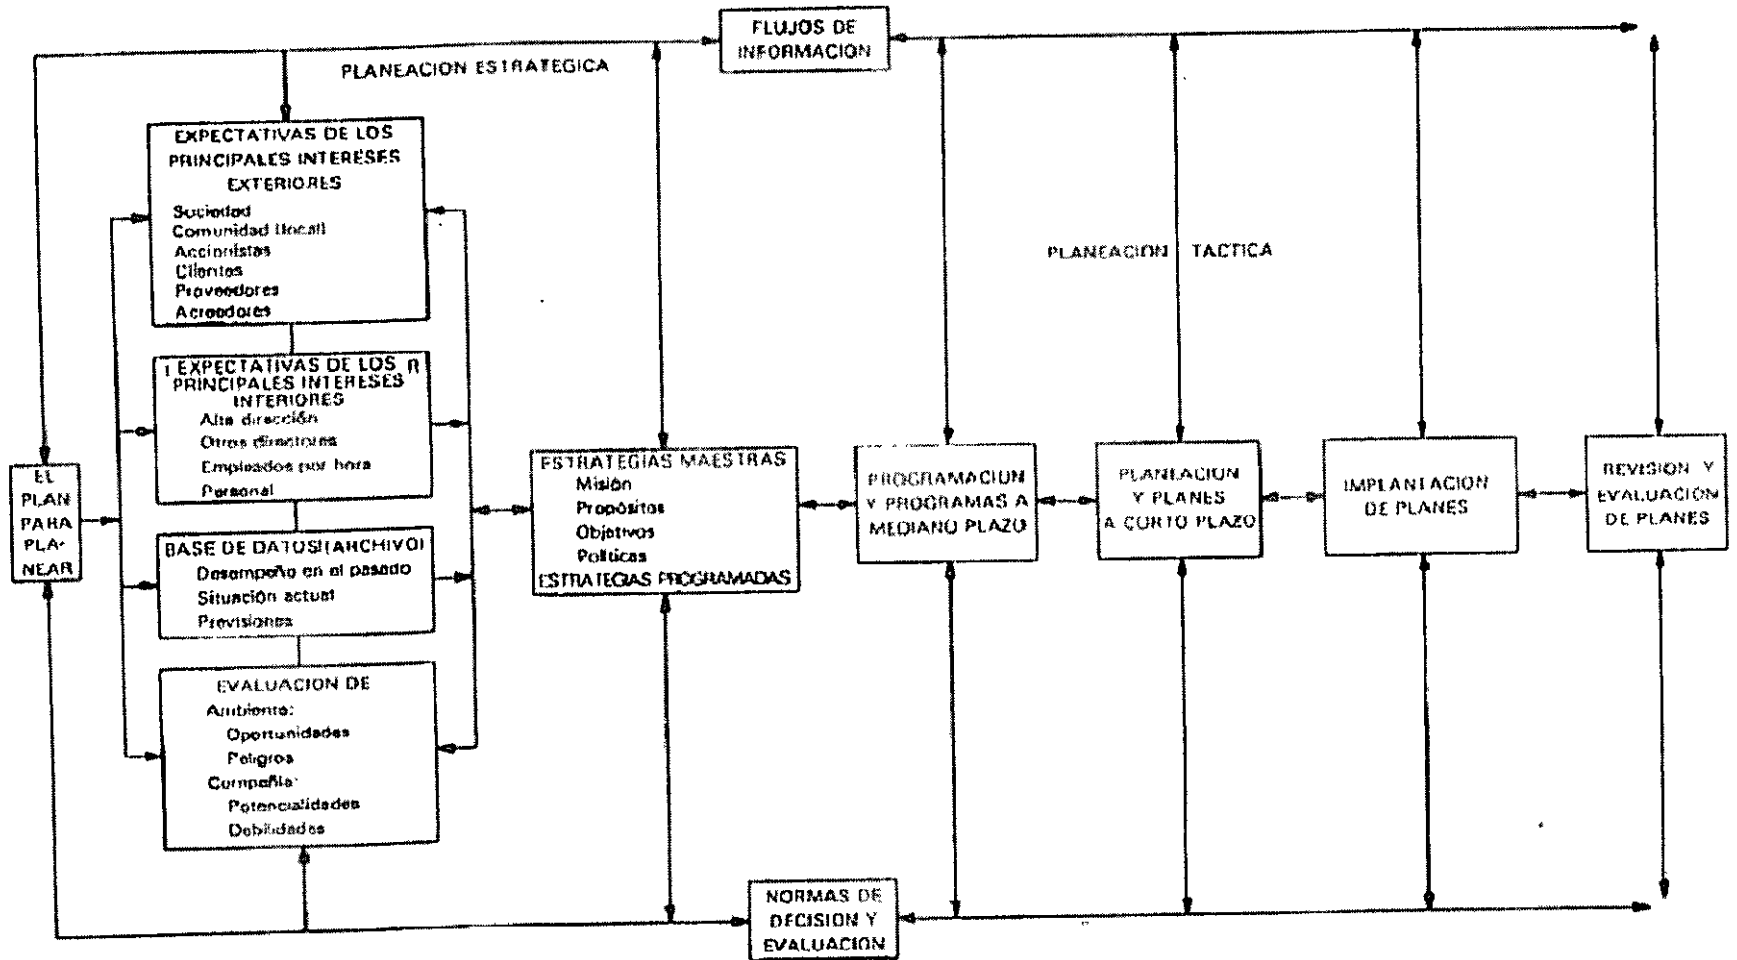 FLUJOS DE
INFORMACION
PLANEACION ESTRATEGICA
EXPECTATIVAS DE LOS
PRINCIPALES INTERESES
EXTERIORES
Sociedad
Comunidad (local)
Accionistas
Clientes
Proveedores
Acreedores
EXPECTATIVAS DE LOS
PRINCIPALES INTERESES
INTERIORES
Alta dirección
Otros directores
Empleados por hora
Personal
BASE DE DATOS (ARCHIVO)
Desempeño en el pasado
Situación actual
Previsiones
EVALUACION DE
Ambiente:
Oportunidades
Peligros
Compañía:
Potencialidades
Debilidades
EL
PLAN
PARA
PLA-
NEAR
ESTRATEGIAS MAESTRAS
Misión
Propósitos
Objetivos
Políticas
ESTRATEGIAS PROGRAMADAS
PLANEACION TACTICA
PROGRAMACION
Y PROGRAMAS A
MEDIANO PLAZO
PLANEACION
Y PLANES
A CORTO PLAZO
IMPLANTACION
DE PLANES
REVISION Y
EVALUACION
DE PLANES
NORMAS DE
DECISION Y
EVALUACION